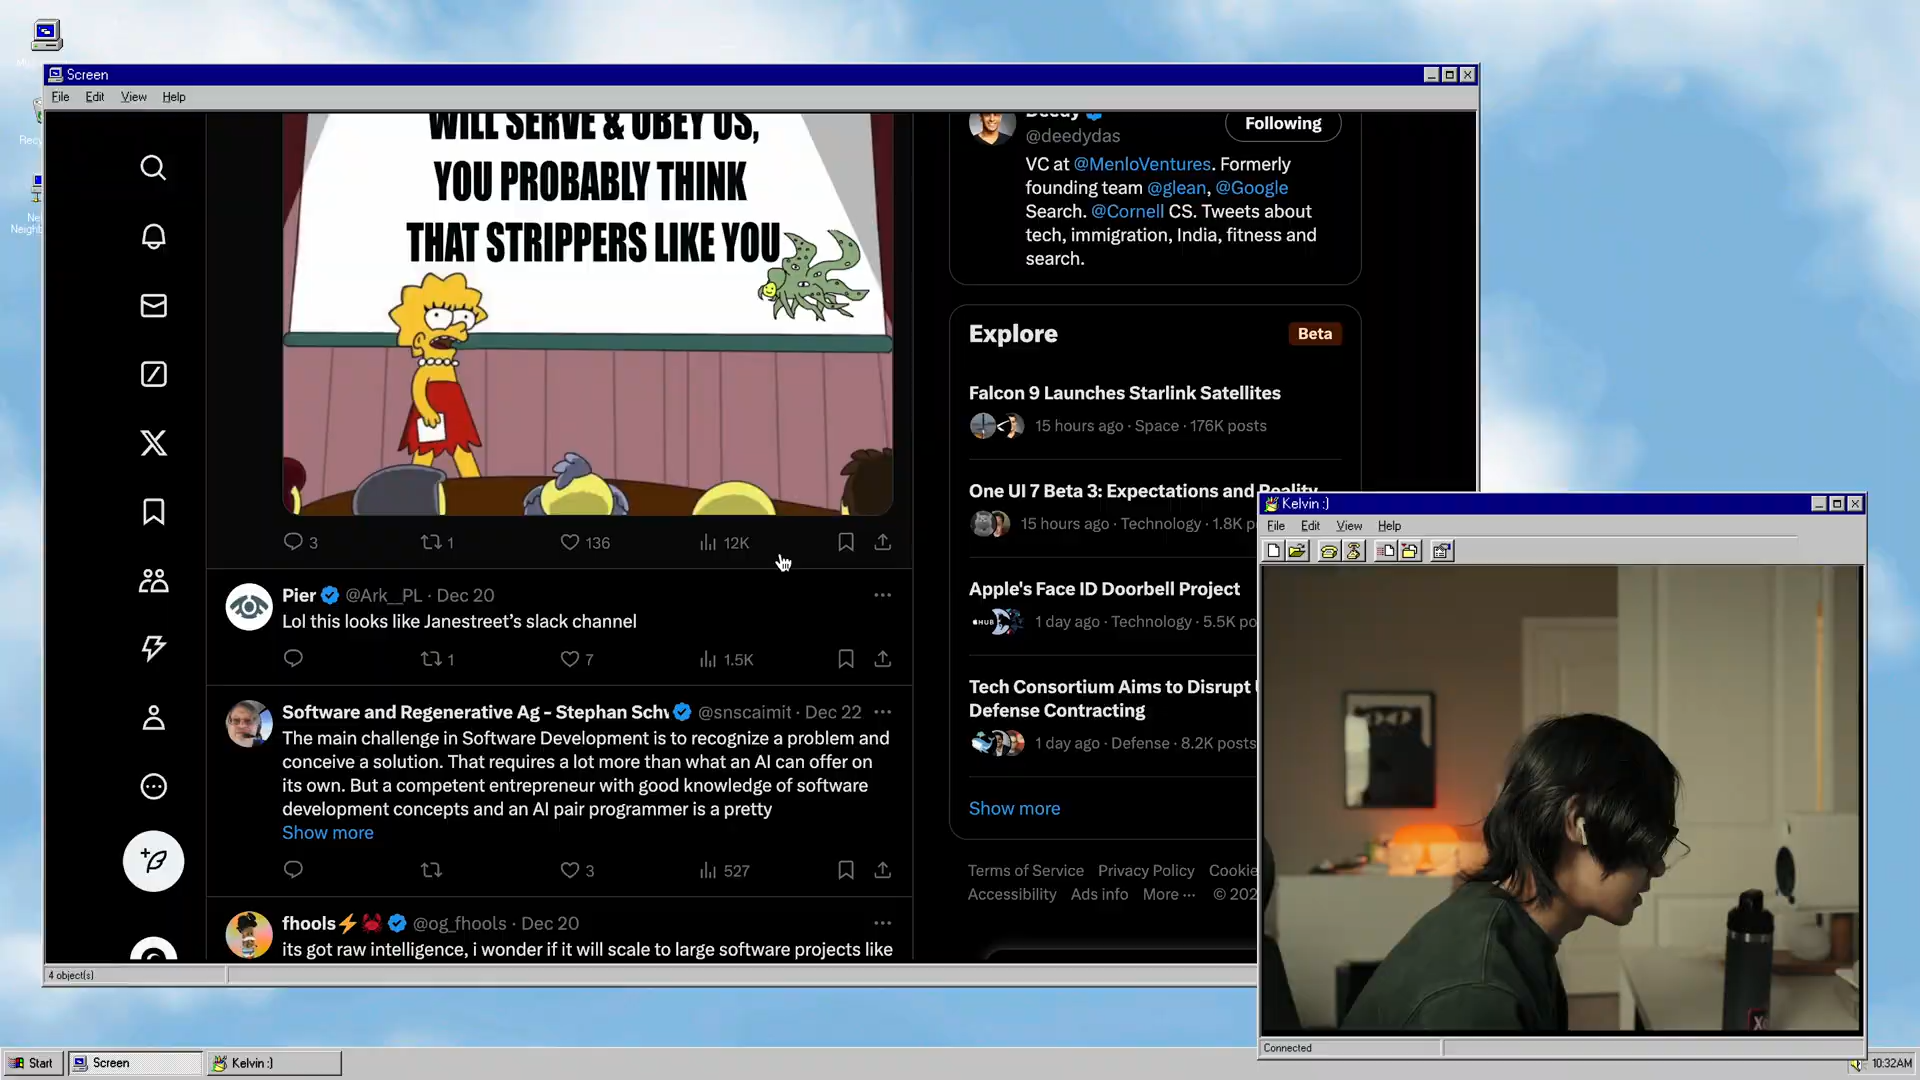 Screen
File Edit View Help
WILL SERVE & OBEY US,
YOU PROBABLY THINK
THAT STRIPPERS LIKE YOU
3 1 136 12K
Pier @Ark__PL · Dec 20
Lol this looks like Janestreet's slack channel
1 7 1.5K
Software and Regenerative Ag - Stephan Schw @snscaimit · Dec 22
The main challenge in Software Development is to recognize a problem and
conceive a solution. That requires a lot more than what an AI can offer on
its own. But a competent entrepreneur with good knowledge of software
development concepts and an AI pair programmer is a pretty
Show more
3 527
fhools @og_fhools · Dec 20
its got raw intelligence, i wonder if it will scale to large software projects like
Deedy
@deedydas
Following
VC at @MenloVentures. Formerly
founding team @glean, @Google
Search. @Cornell CS. Tweets about
tech, immigration, India, fitness and
search.
Explore
Beta
Falcon 9 Launches Starlink Satellites
15 hours ago · Space · 176K posts
One UI 7 Beta 3: Expectations and Reality
15 hours ago · Technology · 1.8K p
Apple's Face ID Doorbell Project
HUB
1 day ago · Technology · 5.5K po
Tech Consortium Aims to Disrupt
Defense Contracting
1 day ago · Defense · 8.2K posts
Show more
Terms of Service Privacy Policy Cookie
Accessibility Ads info More ··· © 202
4 object(s)
Kelvin :)
File Edit View Help
Connected
Start
Screen
Kelvin :)
10:32AM